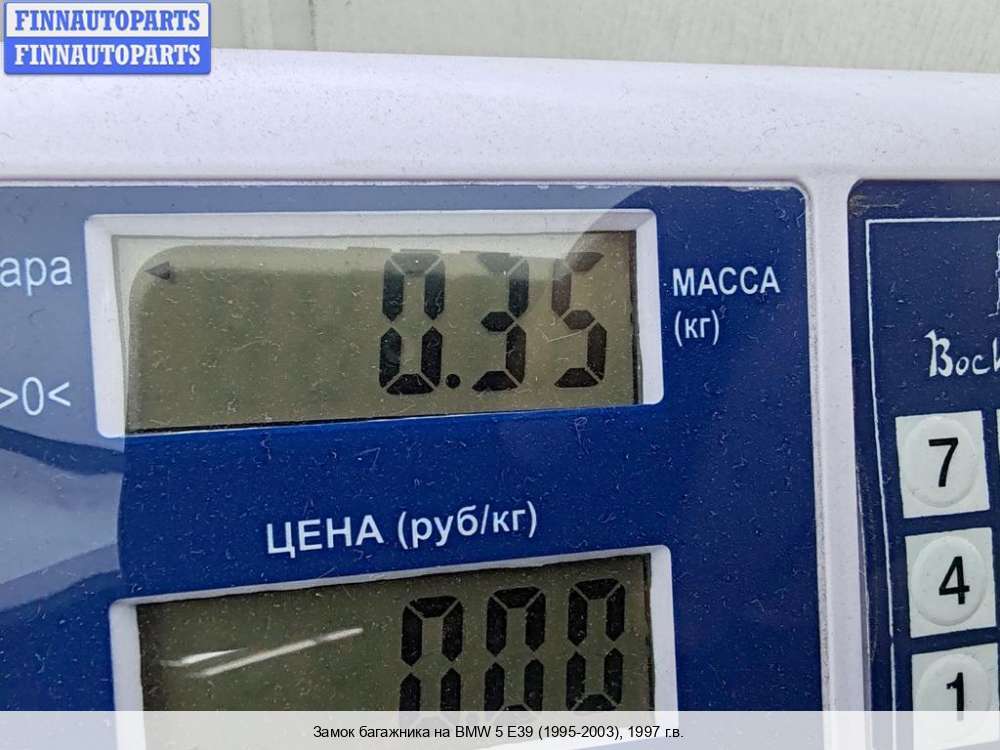 FINNAUTOPARTS
FINNAUTOPARTS
0.35
МАССА
(кг)
>0<
ЦЕНА (руб/кг)
0.00
7
4
1
Замок багажника на BMW 5 E39 (1995-2003), 1997 г.в.